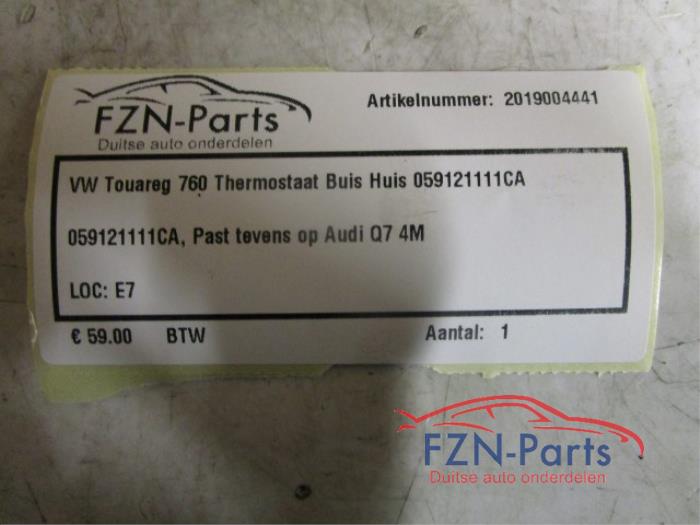 FZN-Parts
Duitse auto onderdelen
Artikelnummer: 2019004441
VW Touareg 760 Thermostaat Buis Huis 059121111CA
059121111CA, Past tevens op Audi Q7 4M
LOC: E7
€ 59.00 BTW Aantal: 1
FZN-Parts
Duitse auto onderdelen